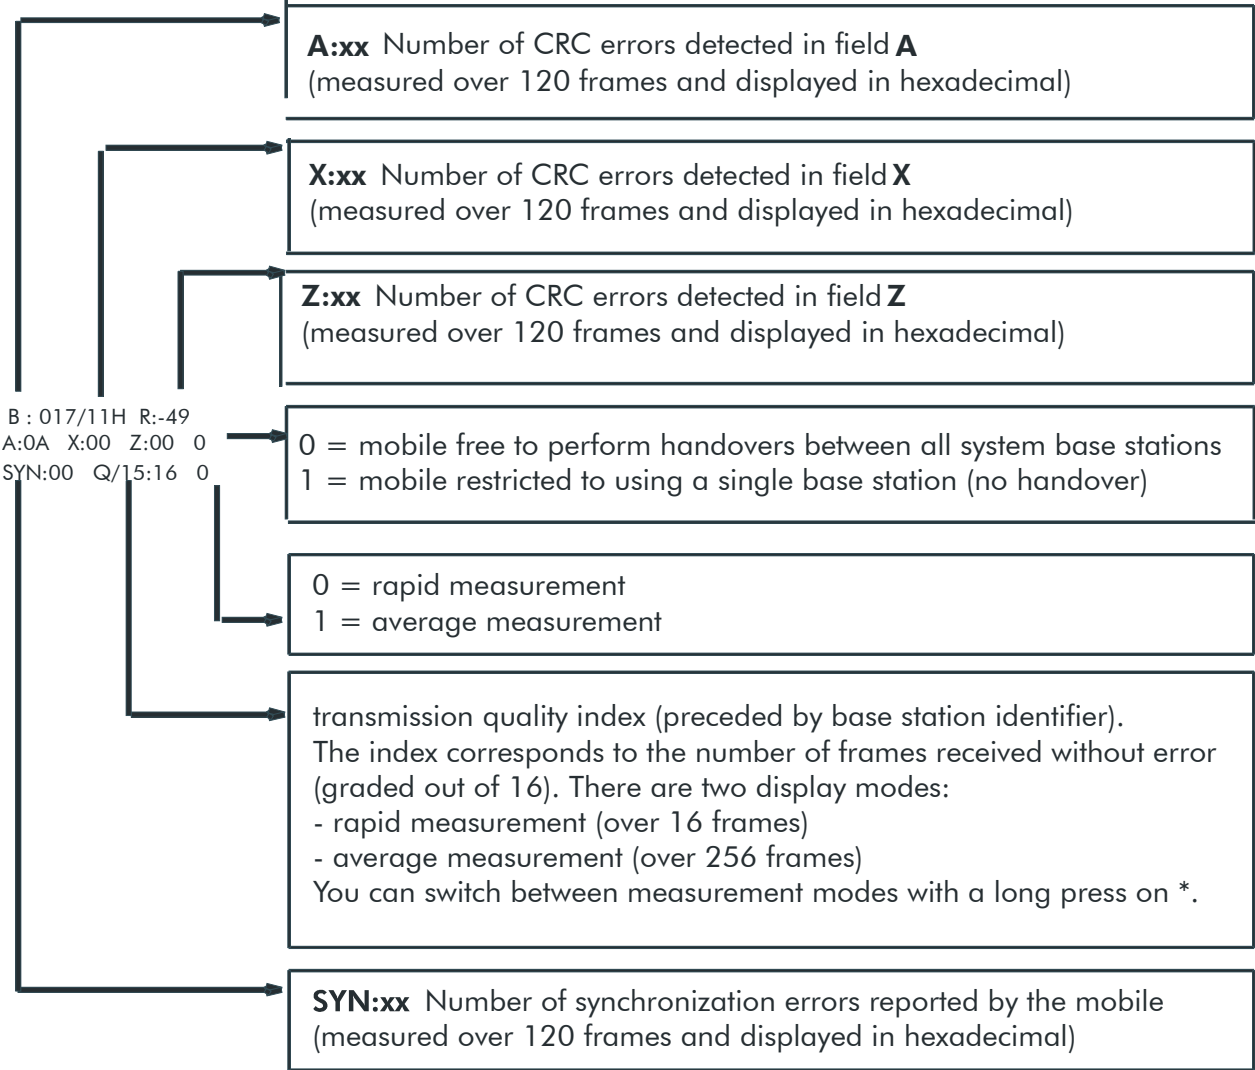 A:xx Number of CRC errors detected in field A
(measured over 120 frames and displayed in hexadecimal)
X:xx Number of CRC errors detected in field X
(measured over 120 frames and displayed in hexadecimal)
Z:xx Number of CRC errors detected in field Z
(measured over 120 frames and displayed in hexadecimal)
B : 017/11H R:-49
A:0A X:00 Z:00 0
SYN:00 Q/15:16 0
0 = mobile free to perform handovers between all system base stations
1 = mobile restricted to using a single base station (no handover)
0 = rapid measurement
1 = average measurement
transmission quality index (preceded by base station identifier).
The index corresponds to the number of frames received without error
(graded out of 16). There are two display modes:
- rapid measurement (over 16 frames)
- average measurement (over 256 frames)
You can switch between measurement modes with a long press on *.
SYN:xx Number of synchronization errors reported by the mobile
(measured over 120 frames and displayed in hexadecimal)